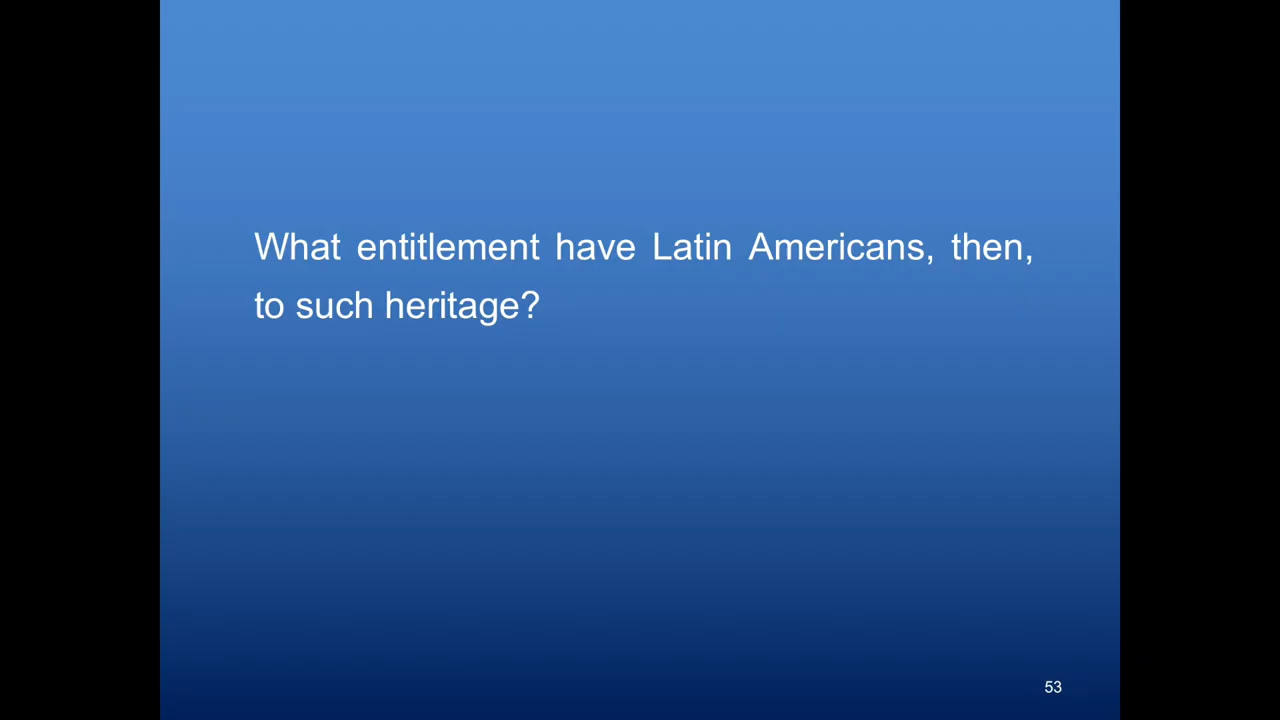 What entitlement have Latin Americans, then,
to such heritage?
53